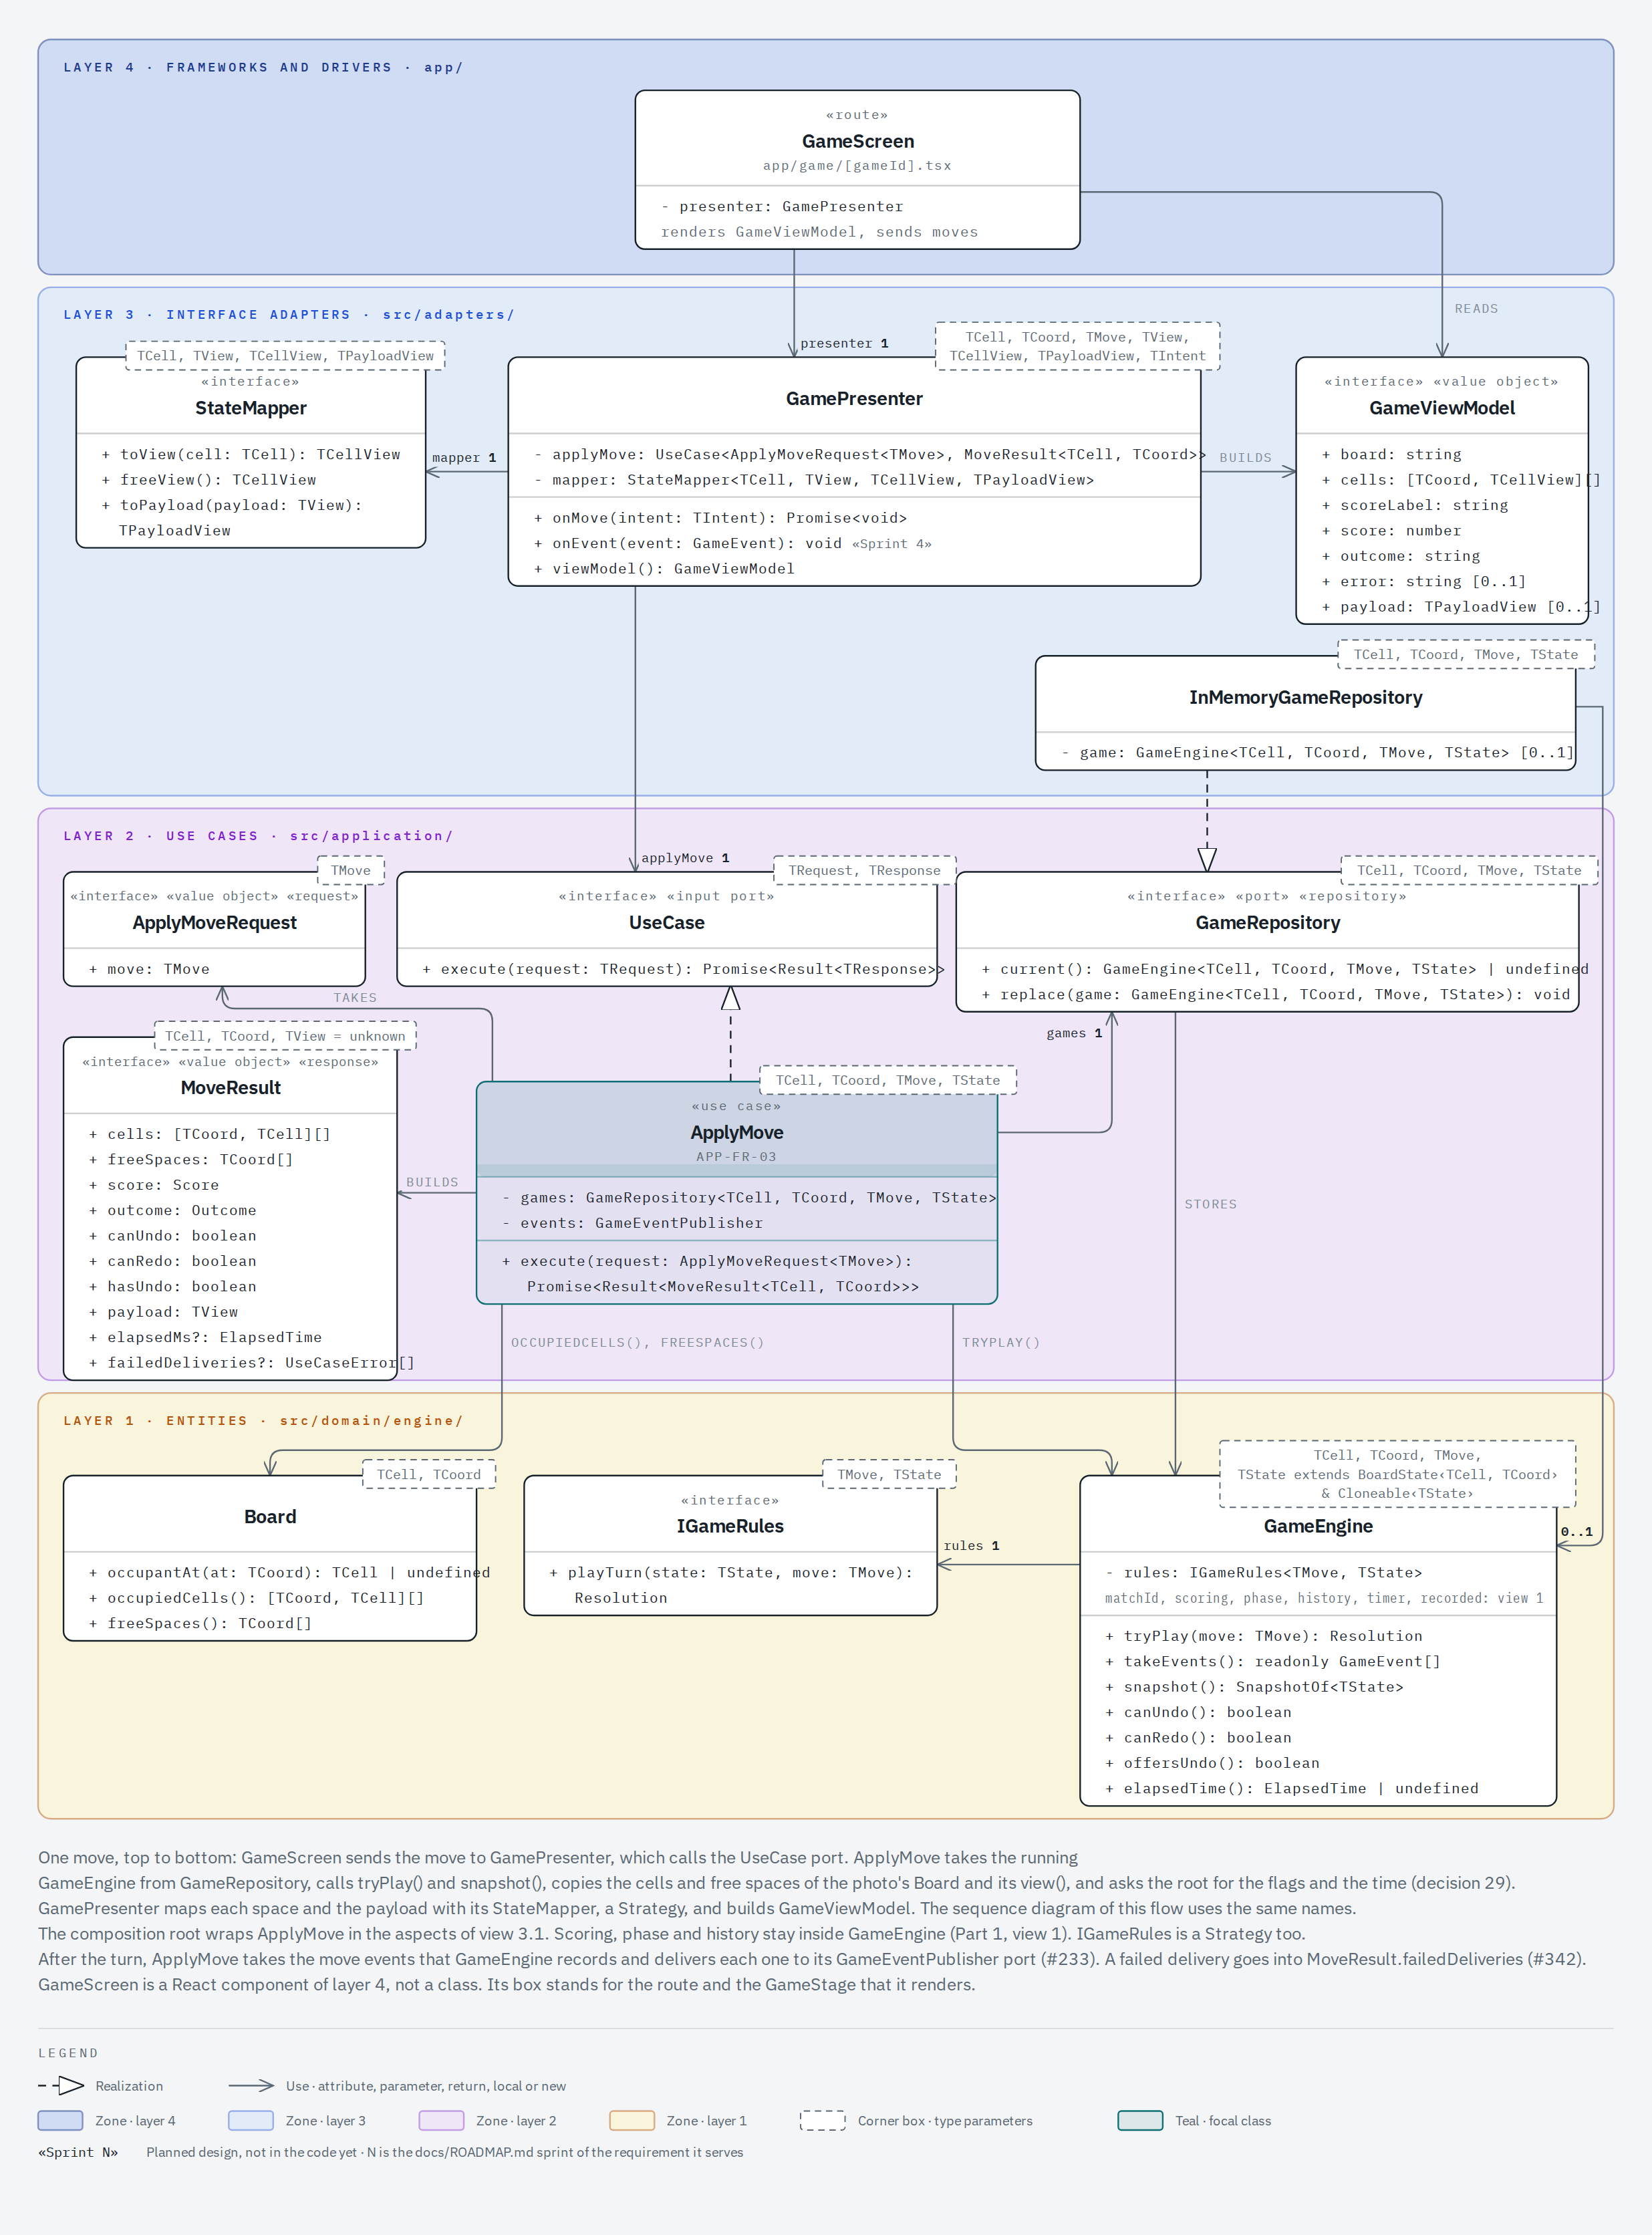 LAYER 4 · FRAMEWORKS AND DRIVERS · app/
«route»
GameScreen
app/game/[gameId].tsx
- presenter: GamePresenter
renders GameViewModel, sends moves
LAYER 3 · INTERFACE ADAPTERS · src/adapters/
READS
presenter 1
TCell, TView, TCellView, TPayloadView
«interface»
StateMapper
+ toView(cell: TCell): TCellView
+ freeView(): TCellView
+ toPayload(payload: TView):
TPayloadView
mapper 1
TCell, TCoord, TMove, TView,
TCellView, TPayloadView, TIntent
GamePresenter
- applyMove: UseCase<ApplyMoveRequest<TMove>, MoveResult<TCell, TCoord>>
- mapper: StateMapper<TCell, TView, TCellView, TPayloadView>
+ onMove(intent: TIntent): Promise<void>
+ onEvent(event: GameEvent): void «Sprint 4»
+ viewModel(): GameViewModel
BUILDS
«interface» «value object»
GameViewModel
+ board: string
+ cells: [TCoord, TCellView][]
+ scoreLabel: string
+ score: number
+ outcome: string
+ error: string [0..1]
+ payload: TPayloadView [0..1]
TCell, TCoord, TMove, TState
InMemoryGameRepository
- game: GameEngine<TCell, TCoord, TMove, TState> [0..1]
LAYER 2 · USE CASES · src/application/
applyMove 1
TMove
«interface» «value object» «request»
ApplyMoveRequest
+ move: TMove
TRequest, TResponse
«interface» «input port»
UseCase
+ execute(request: TRequest): Promise<Result<TResponse>>
TCell, TCoord, TMove, TState
«interface» «port» «repository»
GameRepository
+ current(): GameEngine<TCell, TCoord, TMove, TState> | undefined
+ replace(game: GameEngine<TCell, TCoord, TMove, TState>): void
TAKES
games 1
TCell, TCoord, TView = unknown
«interface» «value object» «response»
MoveResult
+ cells: [TCoord, TCell][]
+ freeSpaces: TCoord[]
+ score: Score
+ outcome: Outcome
+ canUndo: boolean
+ canRedo: boolean
+ hasUndo: boolean
+ payload: TView
+ elapsedMs?: ElapsedTime
+ failedDeliveries?: UseCaseError[]
BUILDS
TCell, TCoord, TMove, TState
«use case»
ApplyMove
APP-FR-03
- games: GameRepository<TCell, TCoord, TMove, TState>
- events: GameEventPublisher
+ execute(request: ApplyMoveRequest<TMove>):
Promise<Result<MoveResult<TCell, TCoord>>>
STORES
OCCUPIEDCELLS(), FREESPACES()
TRYPLAY()
LAYER 1 · ENTITIES · src/domain/engine/
TCell, TCoord
Board
+ occupantAt(at: TCoord): TCell | undefined
+ occupiedCells(): [TCoord, TCell][]
+ freeSpaces(): TCoord[]
TMove, TState
«interface»
IGameRules
+ playTurn(state: TState, move: TMove):
Resolution
rules 1
TCell, TCoord, TMove,
TState extends BoardState‹TCell, TCoord›
& Cloneable‹TState›
GameEngine
0..1
- rules: IGameRules<TMove, TState>
matchId, scoring, phase, history, timer, recorded: view 1
+ tryPlay(move: TMove): Resolution
+ takeEvents(): readonly GameEvent[]
+ snapshot(): SnapshotOf<TState>
+ canUndo(): boolean
+ canRedo(): boolean
+ offersUndo(): boolean
+ elapsedTime(): ElapsedTime | undefined
One move, top to bottom: GameScreen sends the move to GamePresenter, which calls the UseCase port. ApplyMove takes the running
GameEngine from GameRepository, calls tryPlay() and snapshot(), copies the cells and free spaces of the photo's Board and its view(), and asks the root for the flags and the time (decision 29).
GamePresenter maps each space and the payload with its StateMapper, a Strategy, and builds GameViewModel. The sequence diagram of this flow uses the same names.
The composition root wraps ApplyMove in the aspects of view 3.1. Scoring, phase and history stay inside GameEngine (Part 1, view 1). IGameRules is a Strategy too.
After the turn, ApplyMove takes the move events that GameEngine records and delivers each one to its GameEventPublisher port (#233). A failed delivery goes into MoveResult.failedDeliveries (#342).
GameScreen is a React component of layer 4, not a class. Its box stands for the route and the GameStage that it renders.
LEGEND
Realization
Use · attribute, parameter, return, local or new
Zone · layer 4
Zone · layer 3
Zone · layer 2
Zone · layer 1
Corner box · type parameters
Teal · focal class
«Sprint N» Planned design, not in the code yet · N is the docs/ROADMAP.md sprint of the requirement it serves